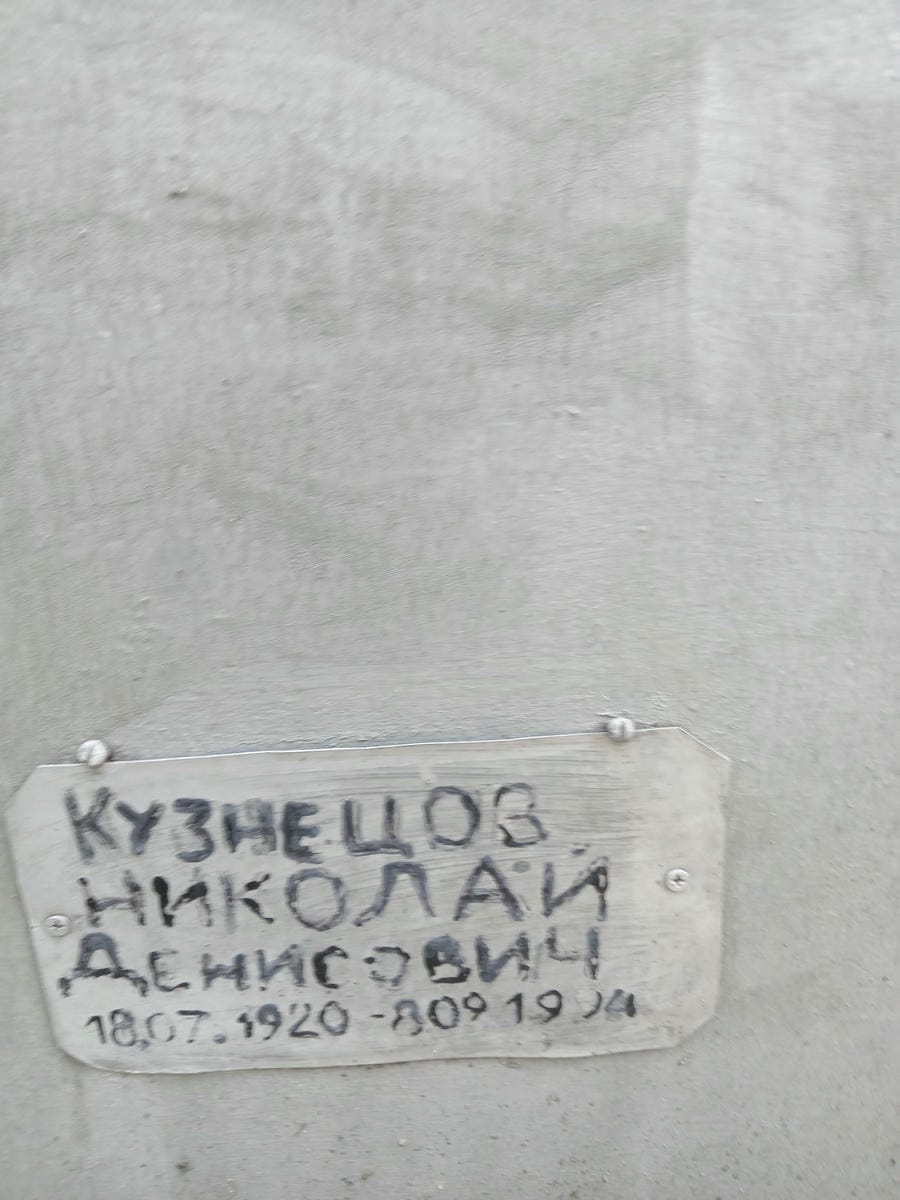 КУЗНЕЦОВ
НИКОЛАЙ
ДЕНИСОВИЧ
18.07.1920 -